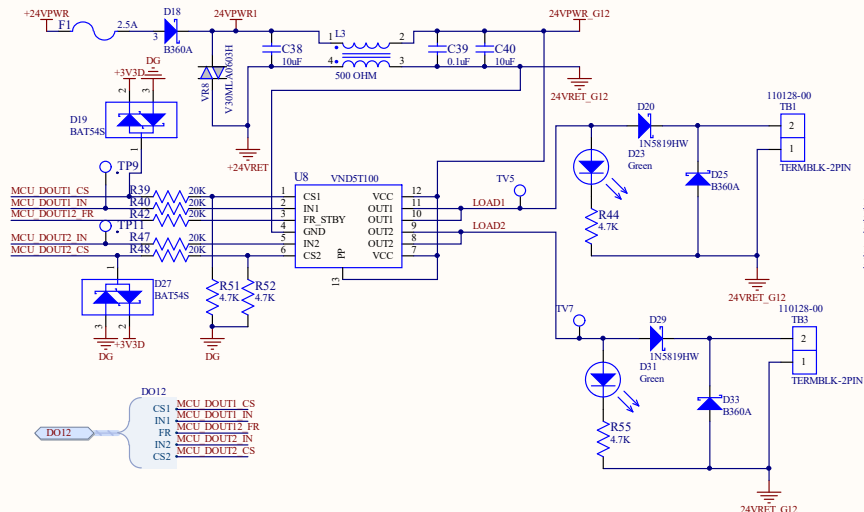 +24VPWR
F1
2.5A
D18
3
B360A
+24VPWR1
VR8
V30MLA0603H
C38
10uF
1
L3
2
4
3
500 OHM
C39
0.1uF
C40
10uF
24VPWR_G12
24VRET_G12
+24VRET
+3V3D
DG
2
3
D19
BAT54S
1
TP9
MCU_DOUT1_CS
R39
20K
MCU_DOUT1_IN
R40
20K
MCU_DOUT12_FR
R42
20K
TP11
MCU_DOUT2_IN
R47
20K
MCU_DOUT2_CS
R48
20K
U8
VND5T100
1
CS1
VCC
12
2
IN1
OUT1
11
3
FR_STBY
OUT1
10
4
GND
OUT2
9
5
IN2
OUT2
8
6
CS2
VCC
7
PP
13
TV5
LOAD1
LOAD2
D20
1N5819HW
D23
Green
R44
4.7K
D25
B360A
110128-00
TB1
2
1
TERMBLK-2PIN
24VRET_G12
1
D27
BAT54S
3
2
DG
+3V3D
R51
4.7K
R52
4.7K
DG
TV7
D29
1N5819HW
D31
Green
R55
4.7K
D33
B360A
110128-00
TB3
2
1
TERMBLK-2PIN
24VRET_G12
DO12
DO12
CS1
MCU_DOUT1_CS
IN1
MCU_DOUT1_IN
FR
MCU_DOUT12_FR
IN2
MCU_DOUT2_IN
CS2
MCU_DOUT2_CS